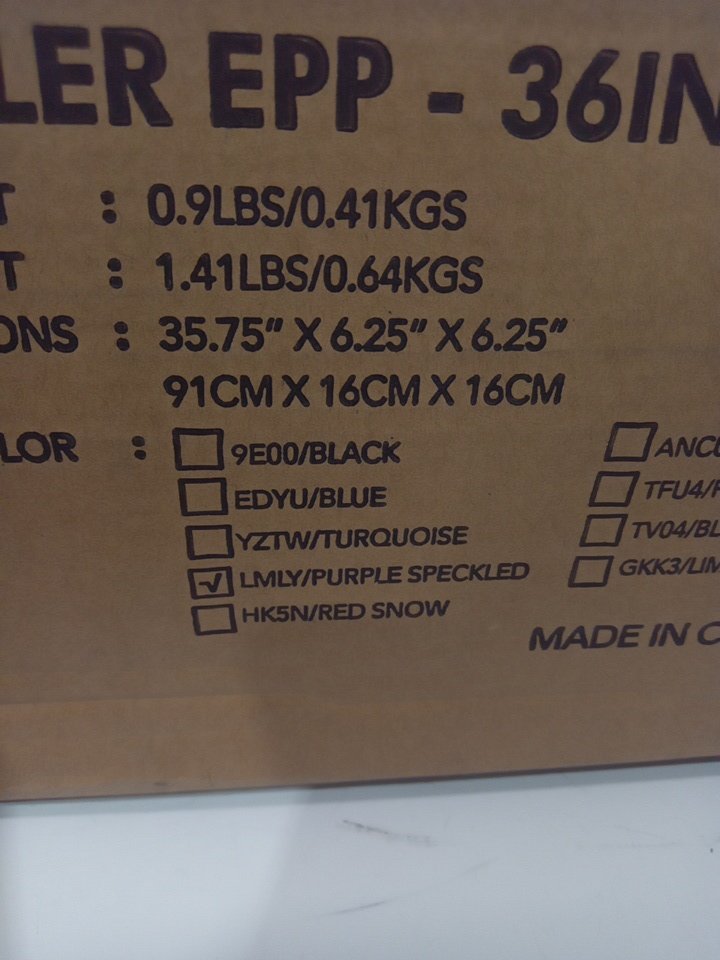 LER EPP - 36IN
T : 0.9LBS/0.41KGS
T : 1.41LBS/0.64KGS
ONS : 35.75" X 6.25" X 6.25"
91CM X 16CM X 16CM
LOR : 9E00/BLACK ANC
EDYU/BLUE TFU4/
YZTW/TURQUOISE TV04/BL
LMLY/PURPLE SPECKLED GKK3/LIM
HK5N/RED SNOW
MADE IN C